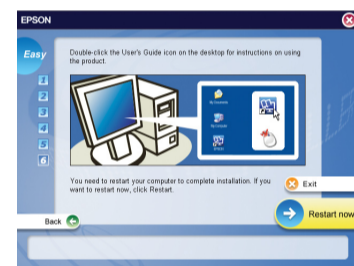 EPSON
Easy
Double-click the User's Guide icon on the desktop for instructions on using
the product.
1
2
3
4
5
6
My Documents
My Computer
You need to restart your computer to complete installation. If you
want to restart now, click Restart.
Exit
Back
Restart now